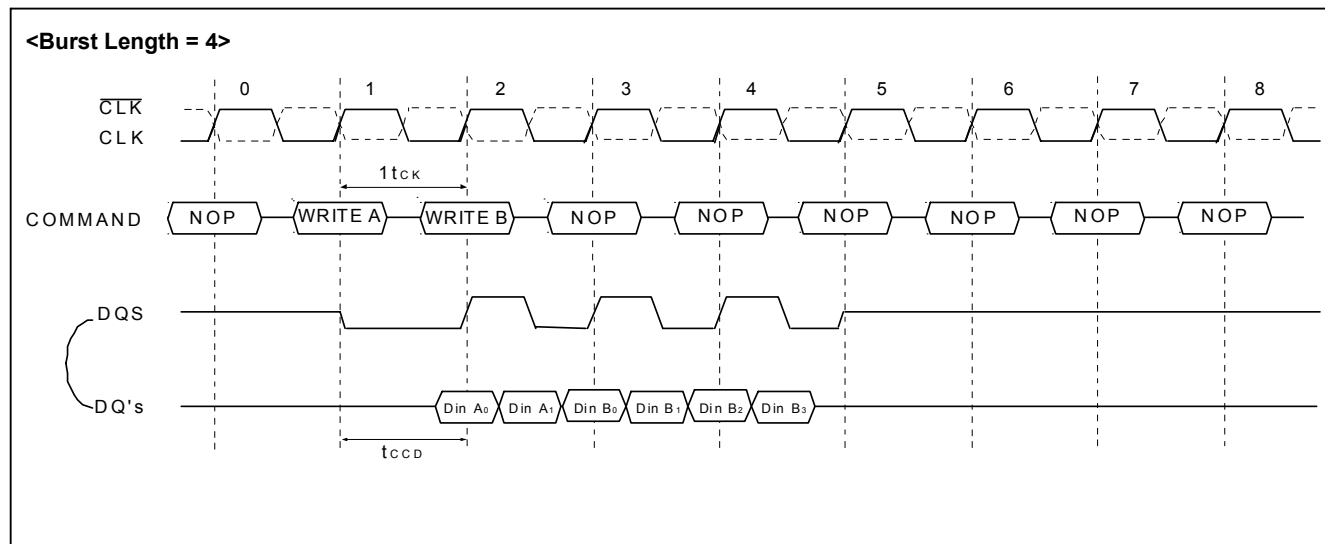 <Burst Length = 4>
0 1 2 3 4 5 6 7 8
CLK
CLK
1tCK
COMMAND NOP WRITE A WRITE B NOP NOP NOP NOP NOP NOP
DQS
DQ's Din A0 Din A1 Din B0 Din B1 Din B2 Din B3
tCCD